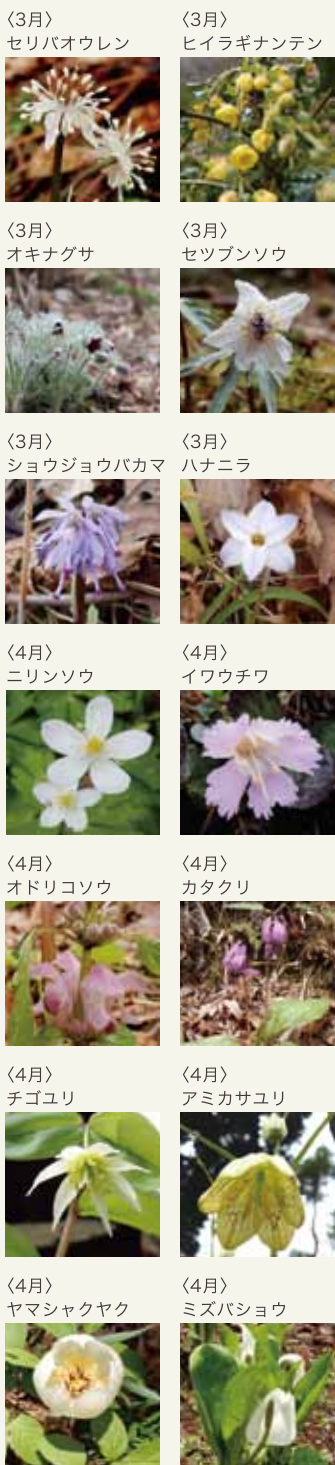 〈3月〉
セリバオウレン
〈3月〉
ヒイラギナンテン
〈3月〉
オキナグサ
〈3月〉
セツブンソウ
〈3月〉
ショウジョウバカマ
〈3月〉
ハナニラ
〈4月〉
ニリンソウ
〈4月〉
イワウチワ
〈4月〉
オドリコソウ
〈4月〉
カタクリ
〈4月〉
チゴユリ
〈4月〉
アミカサユリ
〈4月〉
ヤマシャクヤク
〈4月〉
ミズバショウ